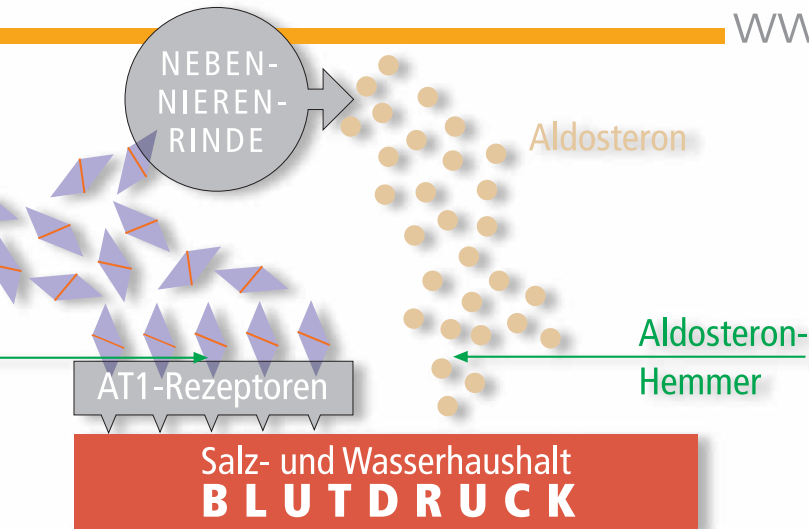 NEBEN-
NIEREN-
RINDE
Aldosteron
Aldosteron-
Hemmer
AT1-Rezeptoren
Salz- und Wasserhaushalt
BLUTDRUCK